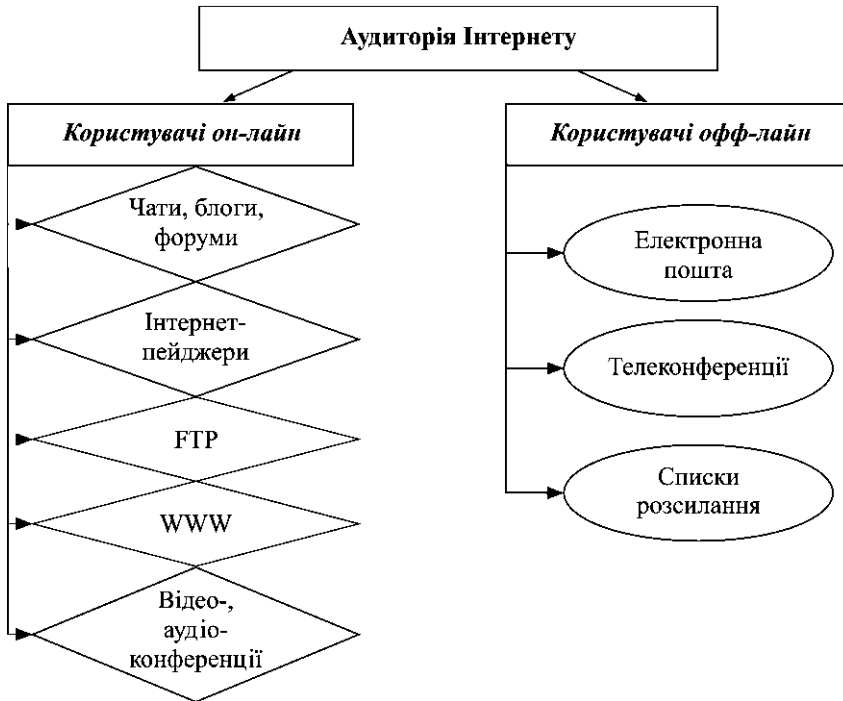 Аудиторія Інтернету
Користувачі он-лайн
Користувачі офф-лайн
Чати, блоги,
форуми
Інтернет-
пейджери
FTP
WWW
Відео-,
аудіо-
конференції
Електронна
пошта
Телеконференції
Списки
розсилання